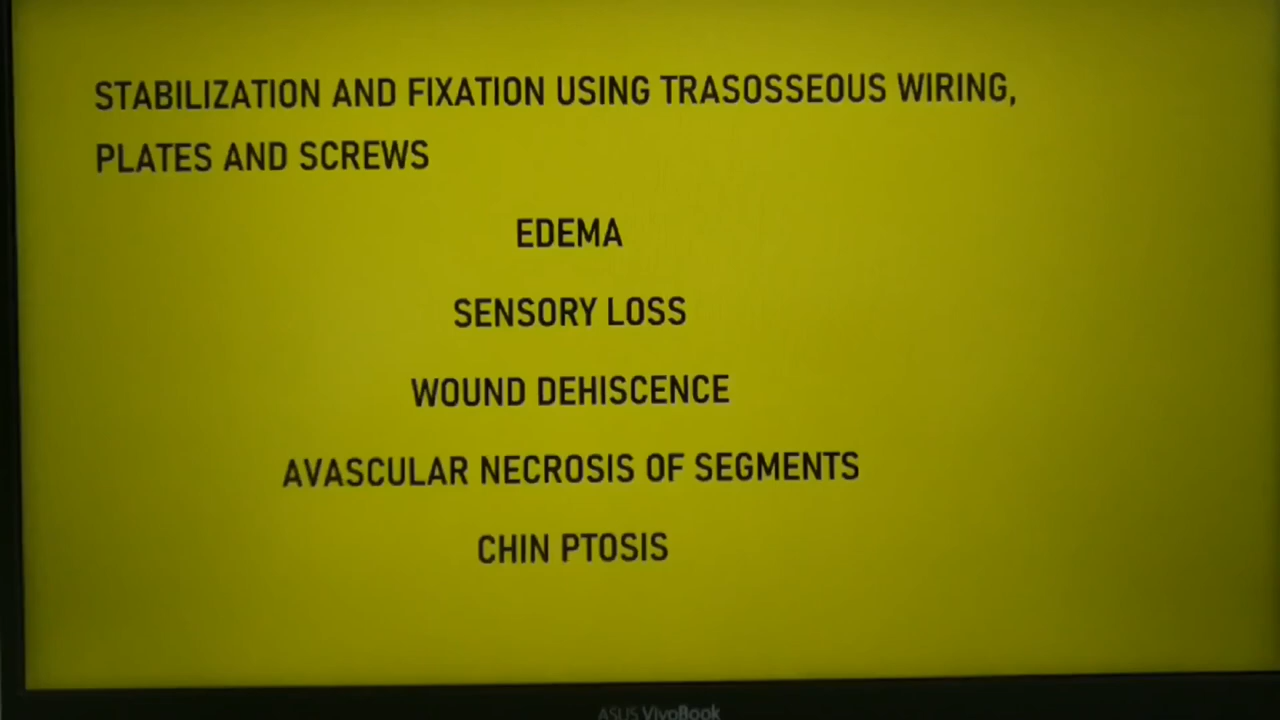 STABILIZATION AND FIXATION USING TRASOSSEOUS WIRING,
PLATES AND SCREWS
EDEMA
SENSORY LOSS
WOUND DEHISCENCE
AVASCULAR NECROSIS OF SEGMENTS
CHIN PTOSIS
ASUS VivoBook